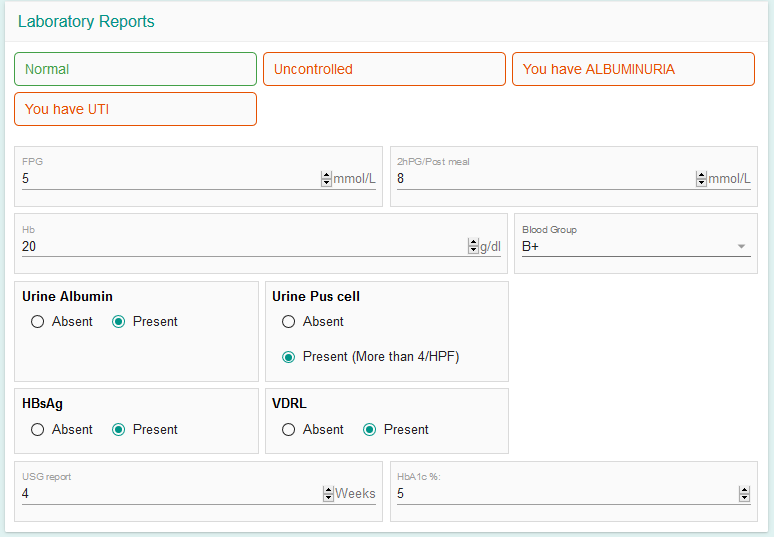 Laboratory Reports
Normal
Uncontrolled
You have ALBUMINURIA
You have UTI
FPG
5 mmol/L
2hPG/Post meal
8 mmol/L
Hb
20 g/dl
Blood Group
B+
Urine Albumin
Absent Present
Urine Pus cell
Absent
Present (More than 4/HPF)
HBsAg
Absent Present
VDRL
Absent Present
USG report
4 Weeks
HbA1c %:
5